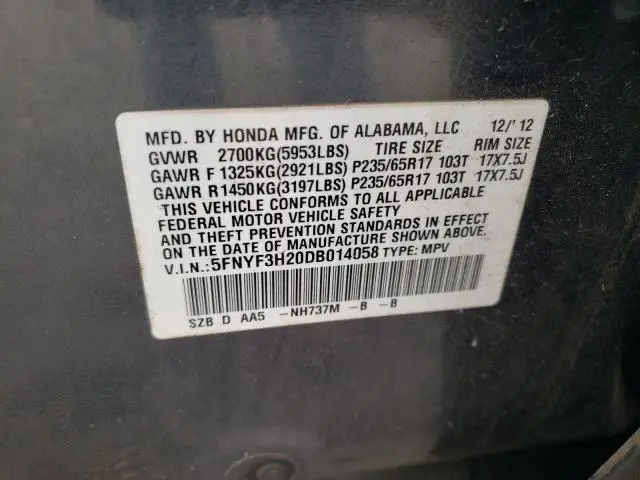 MFD. BY HONDA MFG. OF ALABAMA, LLC 12/'12
GVWR 2700KG(5953LBS) TIRE SIZE RIM SIZE
GAWR F 1325KG(2921LBS) P235/65R17 103T 17X7.5J
GAWR R1450KG(3197LBS) P235/65R17 103T 17X7.5J
THIS VEHICLE CONFORMS TO ALL APPLICABLE
FEDERAL MOTOR VEHICLE SAFETY
AND THEFT PREVENTION STANDARDS IN EFFECT
ON THE DATE OF MANUFACTURE SHOWN ABOVE.
V.I.N.:5FNYF3H20DB014058 TYPE: MPV
SZB D AA5 -NH737M -B -B